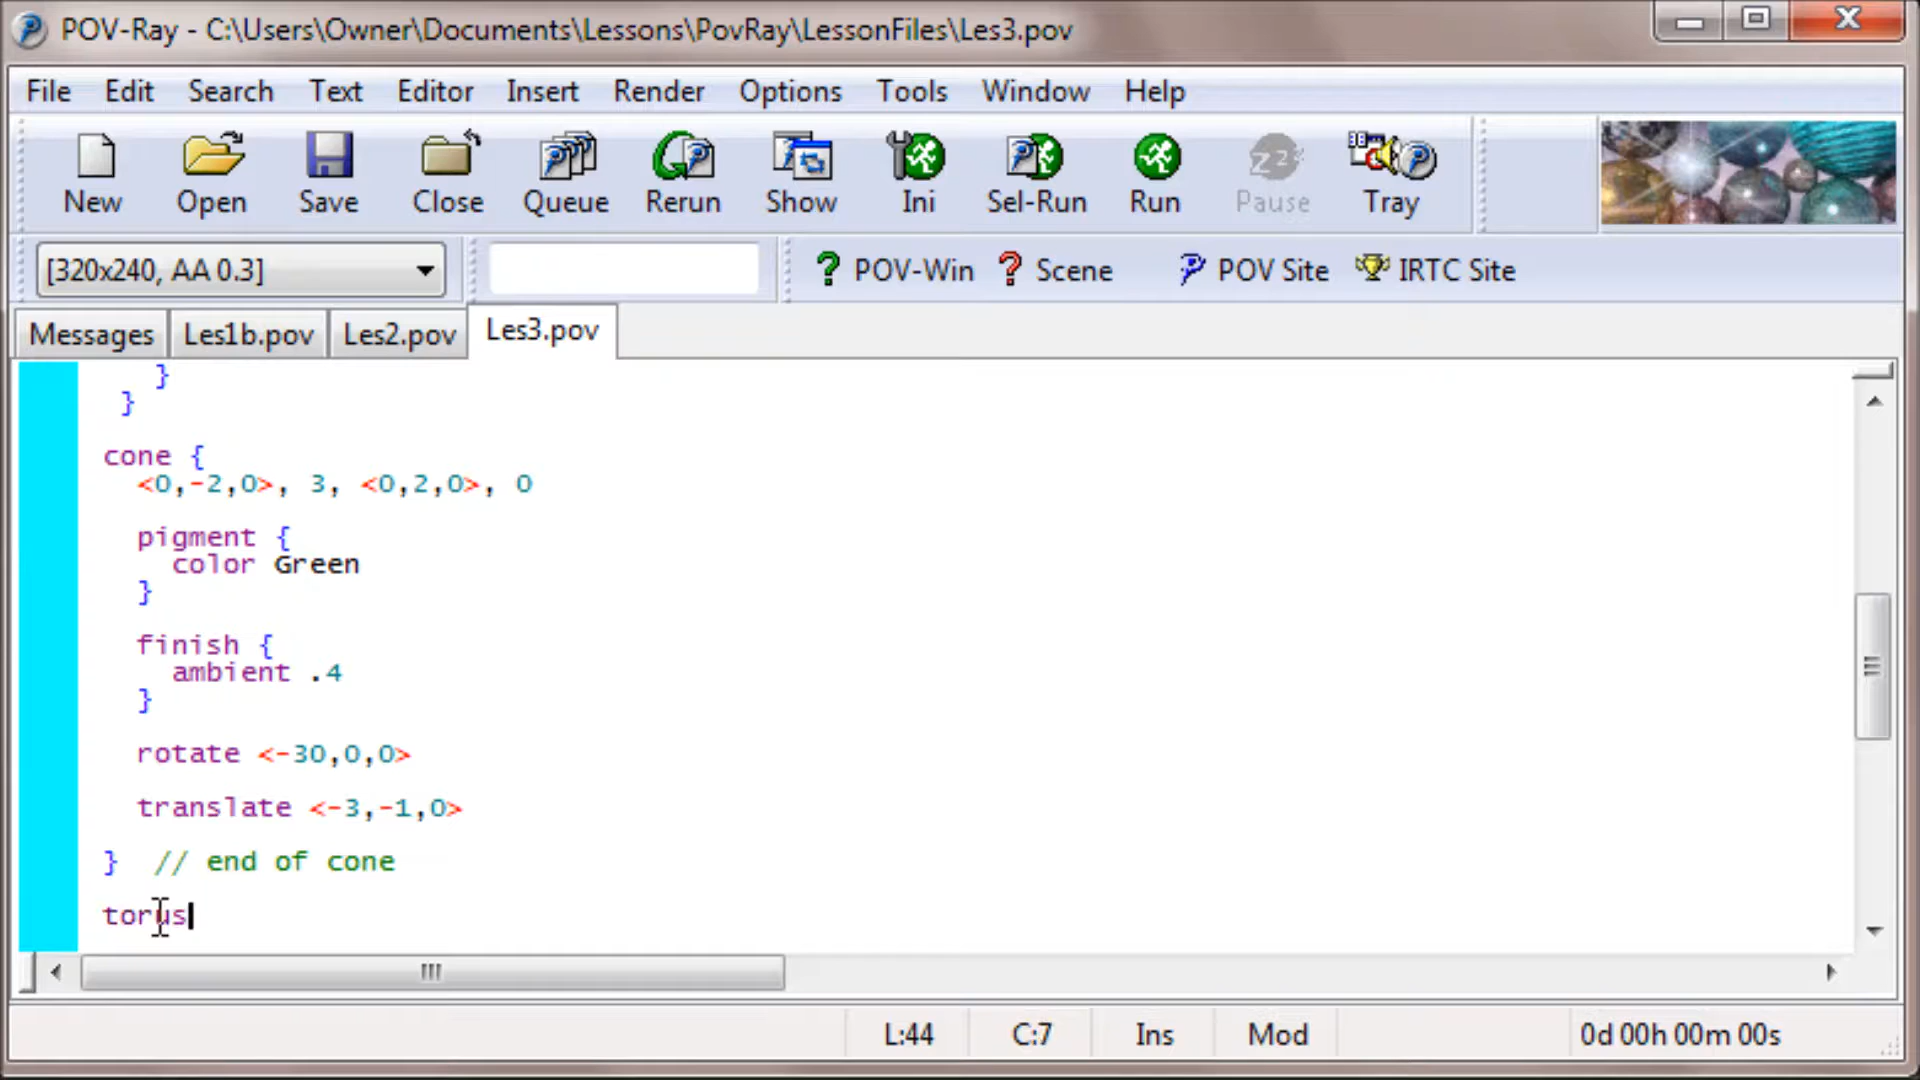 POV-Ray - C:\Users\Owner\Documents\Lessons\PovRay\LessonFiles\Les3.pov
File Edit Search Text Editor Insert Render Options Tools Window Help
New Open Save Close Queue Rerun Show Ini Sel-Run Run Pause Tray
[320x240, AA 0.3] POV-Win Scene POV Site IRTC Site
Messages Les1b.pov Les2.pov Les3.pov
}
}
cone {
<0,-2,0>, 3, <0,2,0>, 0
pigment {
color Green
}
finish {
ambient .4
}
rotate <-30,0,0>
translate <-3,-1,0>
} // end of cone
torus
L:44 C:7 Ins Mod 0d 00h 00m 00s